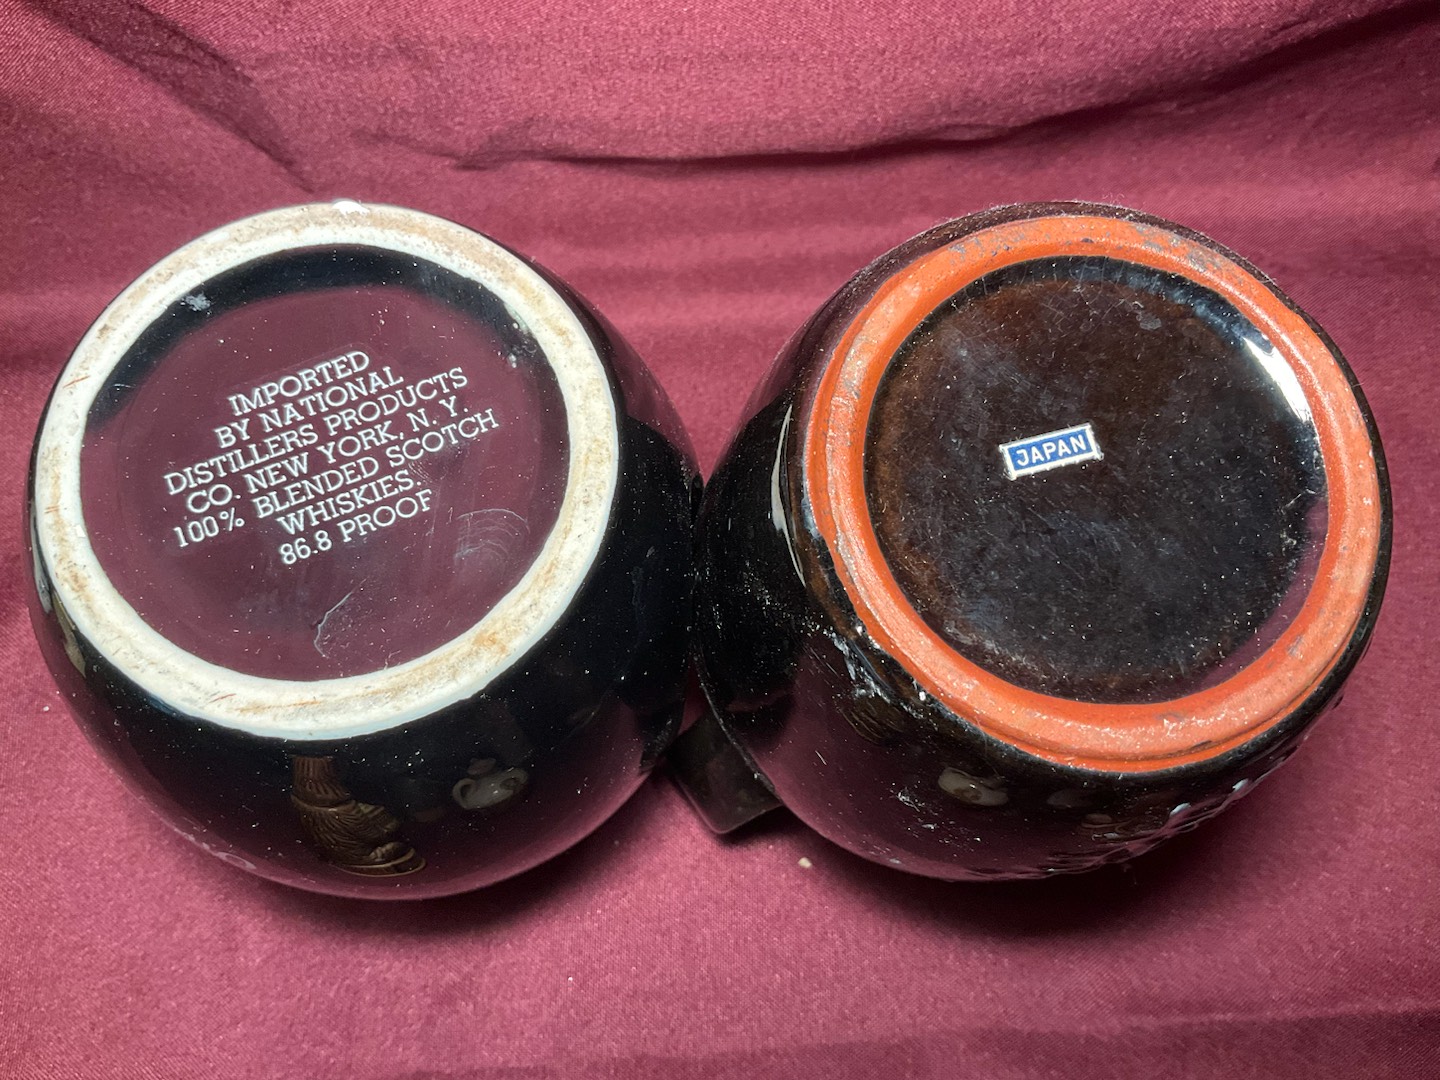 IMPORTED
BY NATIONAL
DISTILLERS PRODUCTS
CO. NEW YORK, N. Y.
100% BLENDED SCOTCH
WHISKIES.
86.8 PROOF
JAPAN